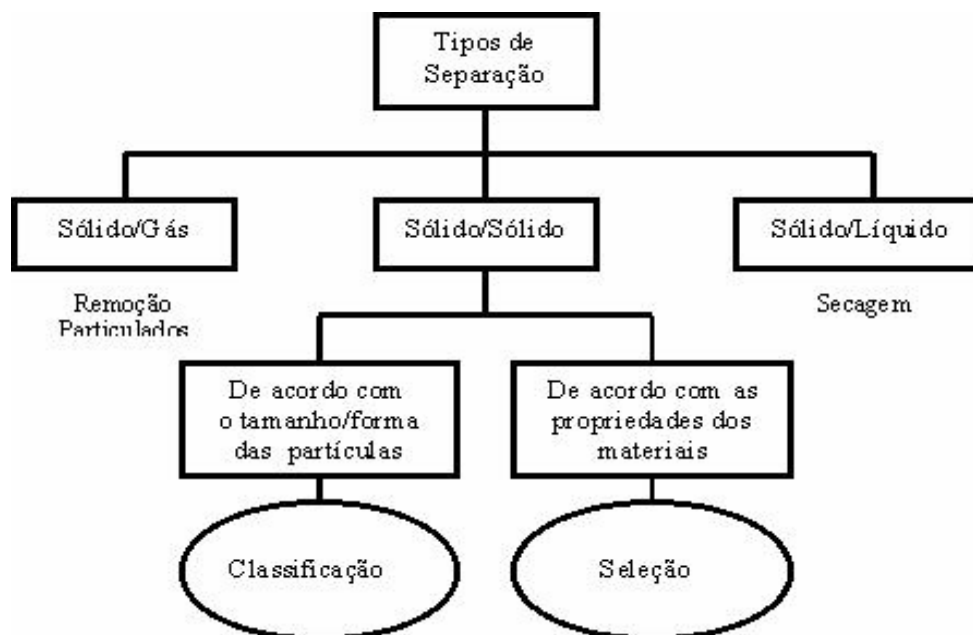 Tipos de
Separação
Sólido/Gás
Sólido/Sólido
Sólido/Líquido
Remoção
Particulados
Secagem
De acordo com
o tamanho/forma
das partículas
De acordo com as
propriedades dos
materiais
Classificação
Seleção